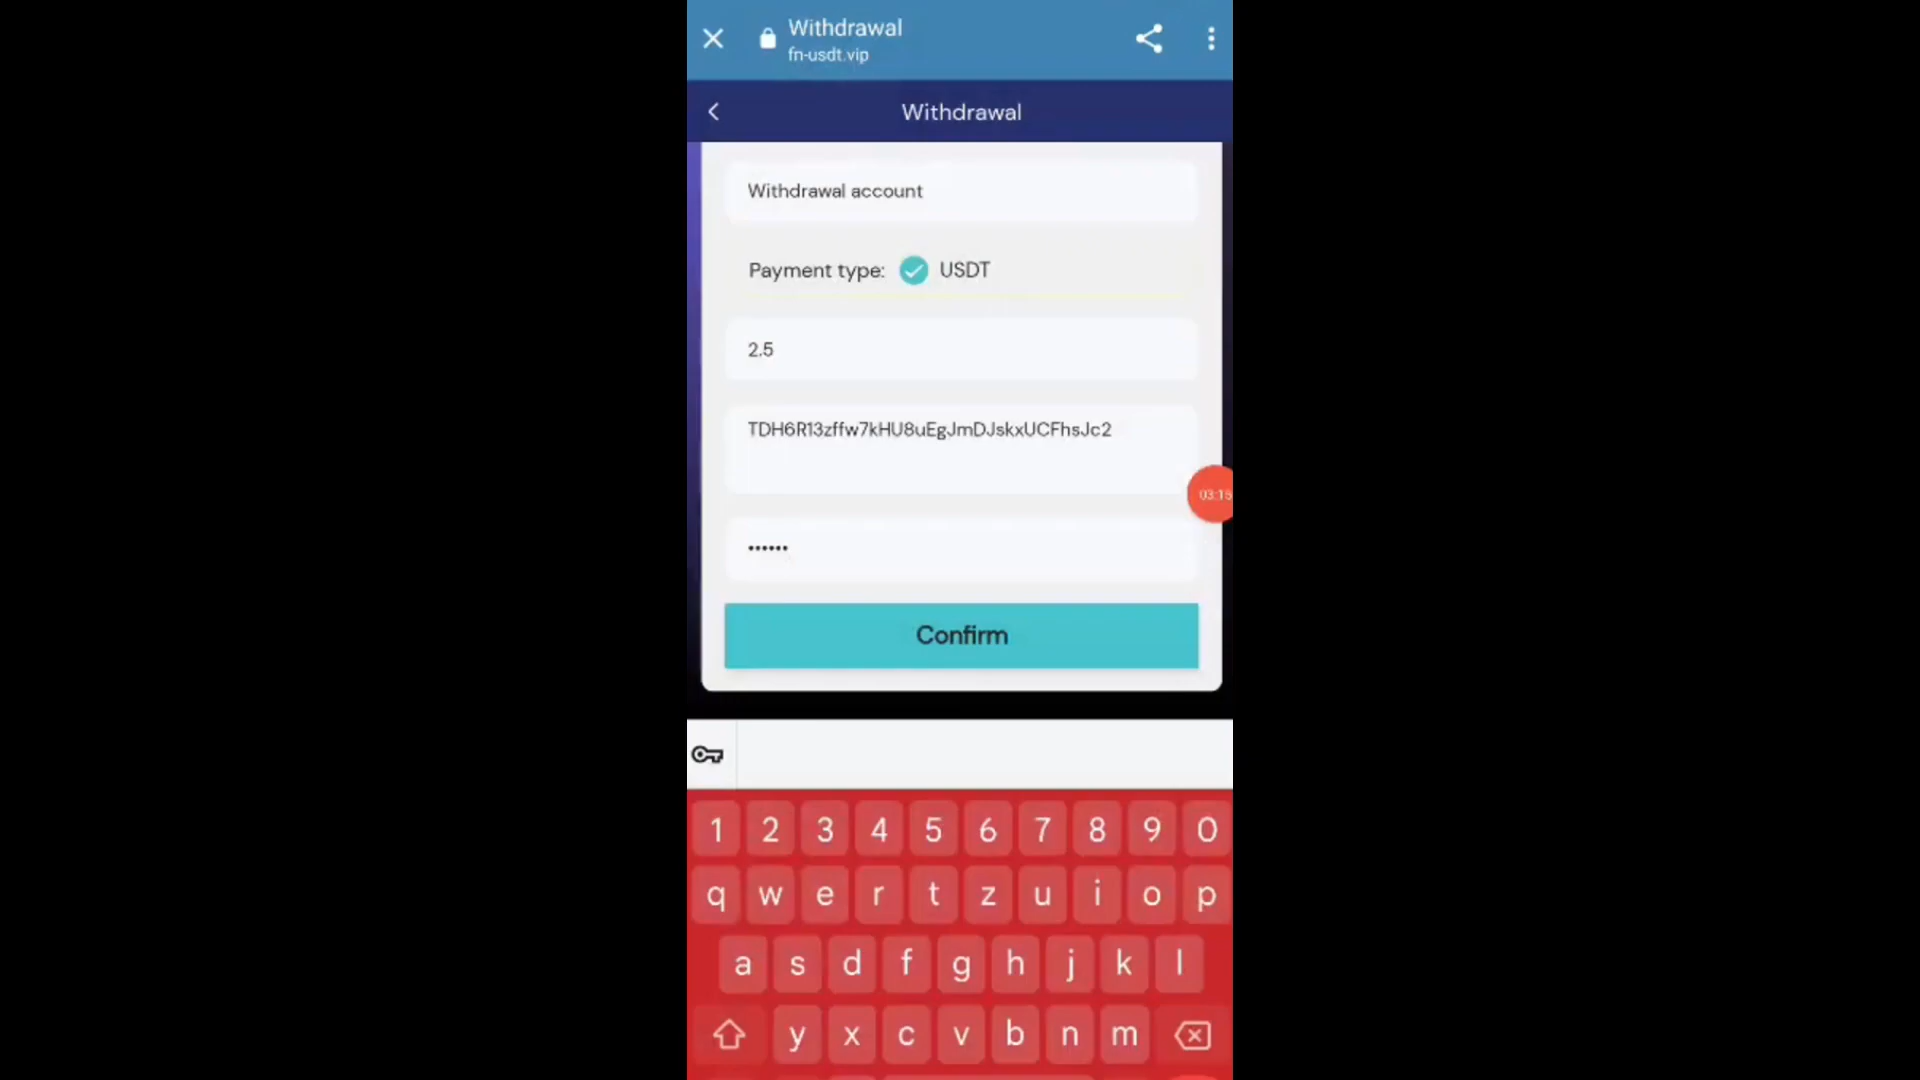 Withdrawal
fn-usdt.vip
Withdrawal
Withdrawal account
Payment type: USDT
2.5
TDH6R13zffw7kHU8uEgJmDJskxUCFhsJc2
03:15
••••••
Confirm
1 2 3 4 5 6 7 8 9 0
q w e r t z u i o p
a s d f g h j k l
y x c v b n m